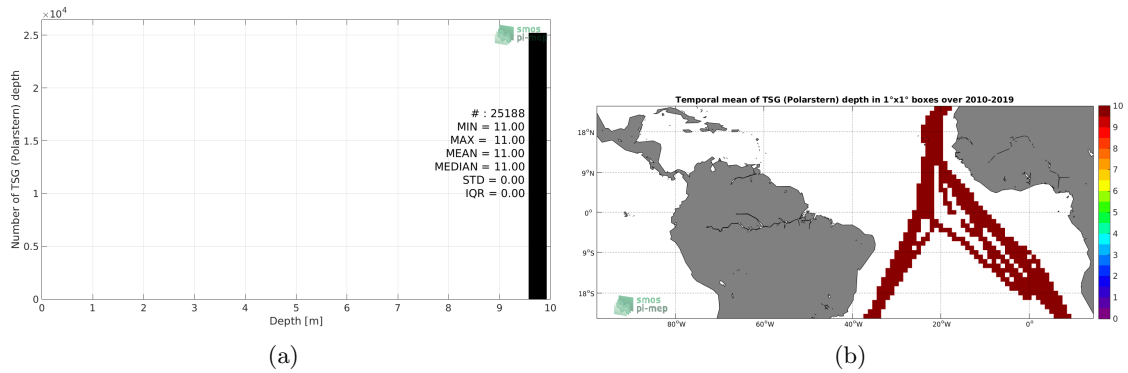 ×10⁴
2.5
2
1.5
1
0.5
0
Number of TSG (Polarstern) depth
smos
pi-mep
# : 25188
MIN = 11.00
MAX = 11.00
MEAN = 11.00
MEDIAN = 11.00
STD = 0.00
IQR = 0.00
0 1 2 3 4 5 6 7 8 9 10
Depth [m]
(a)
Temporal mean of TSG (Polarstern) depth in 1°x1° boxes over 2010-2019
18°N
9°N
0°
9°S
18°S
80°W 60°W 40°W 20°W 0°
smos
pi-mep
10
9
8
7
6
5
4
3
2
1
0
(b)